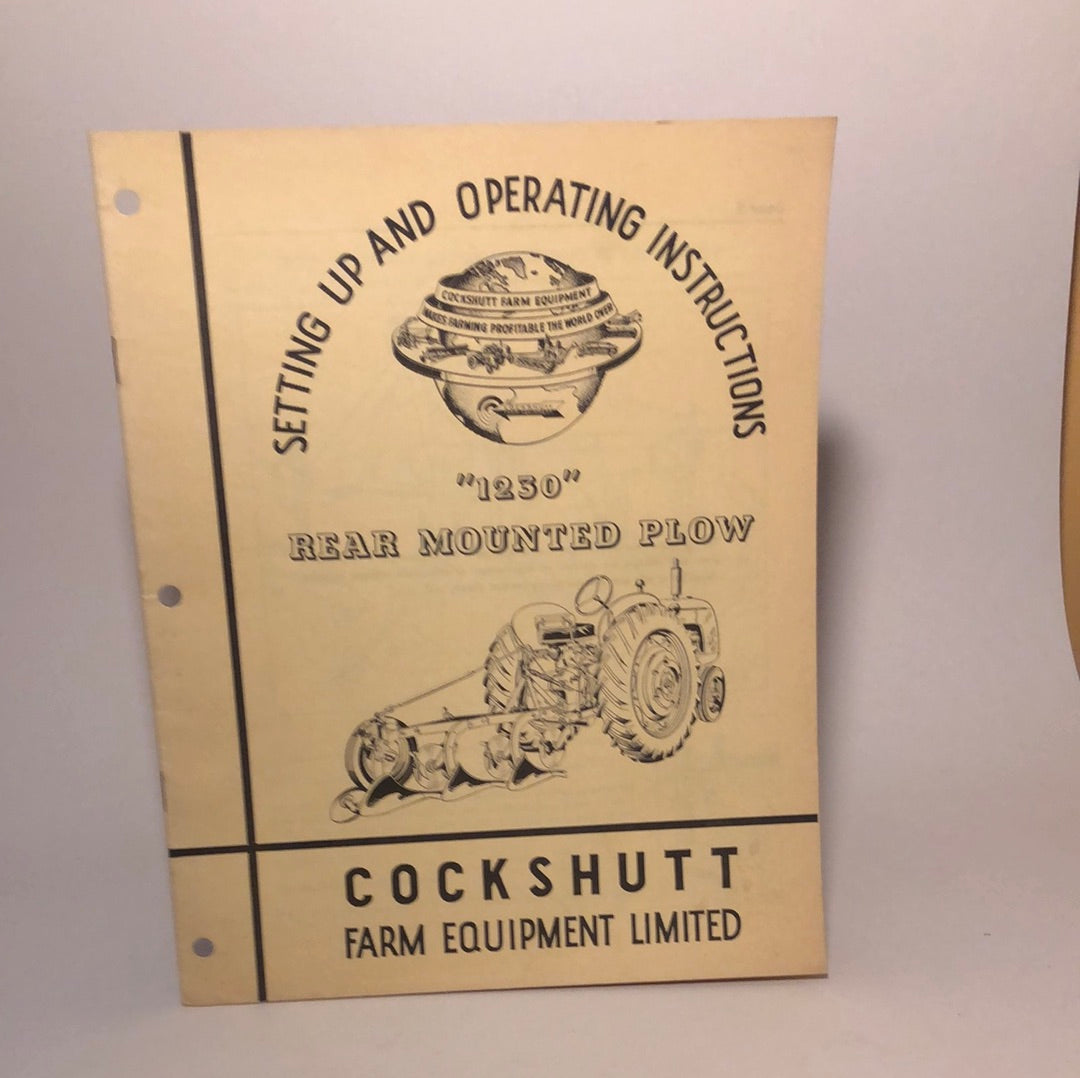 SETTING UP AND OPERATING INSTRUCTIONS
COCKSHUTT FARM EQUIPMENT
MAKES FARMING PROFITABLE THE WORLD OVER
"1230"
REAR MOUNTED PLOW
COCKSHUTT
FARM EQUIPMENT LIMITED